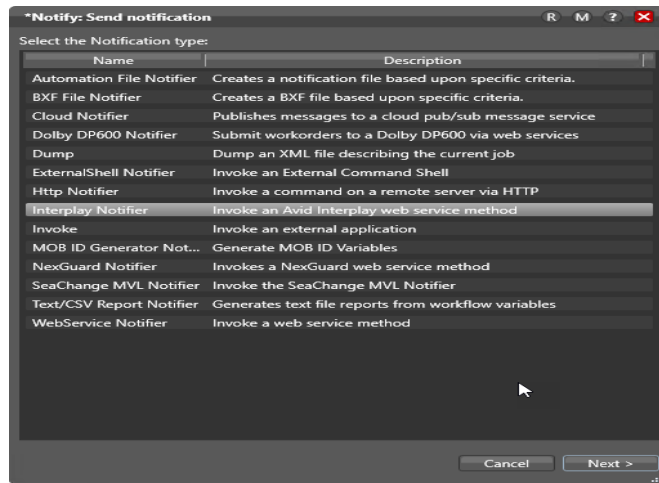 *Notify: Send notification R M ? X
Select the Notification type:
Name Description
Automation File Notifier Creates a notification file based upon specific criteria.
BXF File Notifier Creates a BXF file based upon specific criteria.
Cloud Notifier Publishes messages to a cloud pub/sub message service
Dolby DP600 Notifier Submit workorders to a Dolby DP600 via web services
Dump Dump an XML file describing the current job
ExternalShell Notifier Invoke an External Command Shell
Http Notifier Invoke a command on a remote server via HTTP
Interplay Notifier Invoke an Avid Interplay web service method
Invoke Invoke an external application
MOB ID Generator Not... Generate MOB ID Variables
NexGuard Notifier Invokes a NexGuard web service method
SeaChange MVL Notifier Invoke the SeaChange MVL Notifier
Text/CSV Report Notifier Generates text file reports from workflow variables
WebService Notifier Invoke a web service method
Cancel Next >